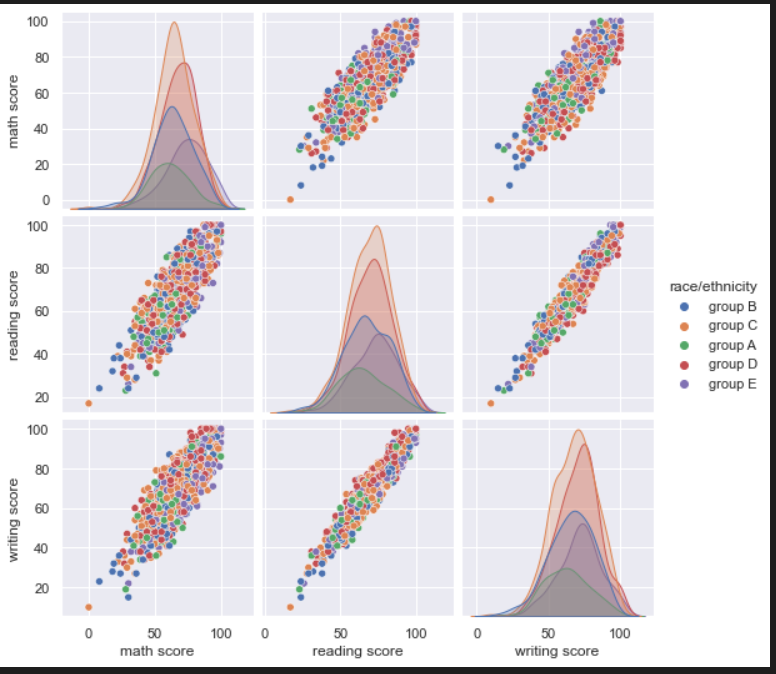 100
80
60
40
20
0
math score
100
80
60
40
20
reading score
100
80
60
40
20
writing score
0 50 100
math score
0 50 100
reading score
0 50 100
writing score
race/ethnicity
group B
group C
group A
group D
group E